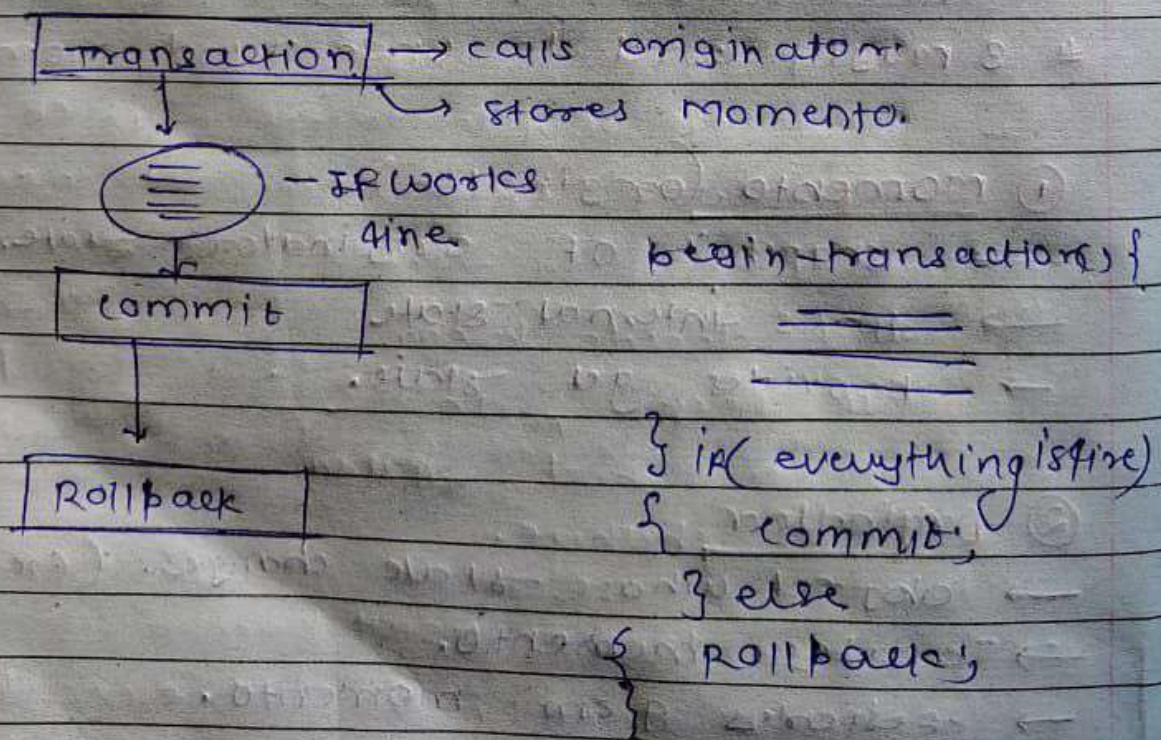 Transaction → calls originator.
→ stores Momento.
- If works
fine
begin-transaction() {
commit
} if( everything is fine)
Rollback
{ commit;
} else
{ Rollback;
}